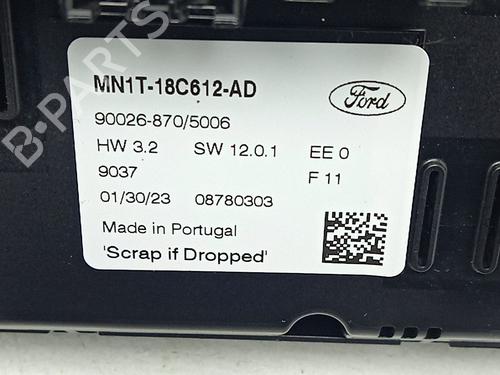 B-PARTS
MN1T-18C612-AD
Ford
90026-870/5006
HW 3.2 SW 12.0.1 EE 0
9037 F 11
01/30/23 08780303
Made in Portugal
'Scrap if Dropped'